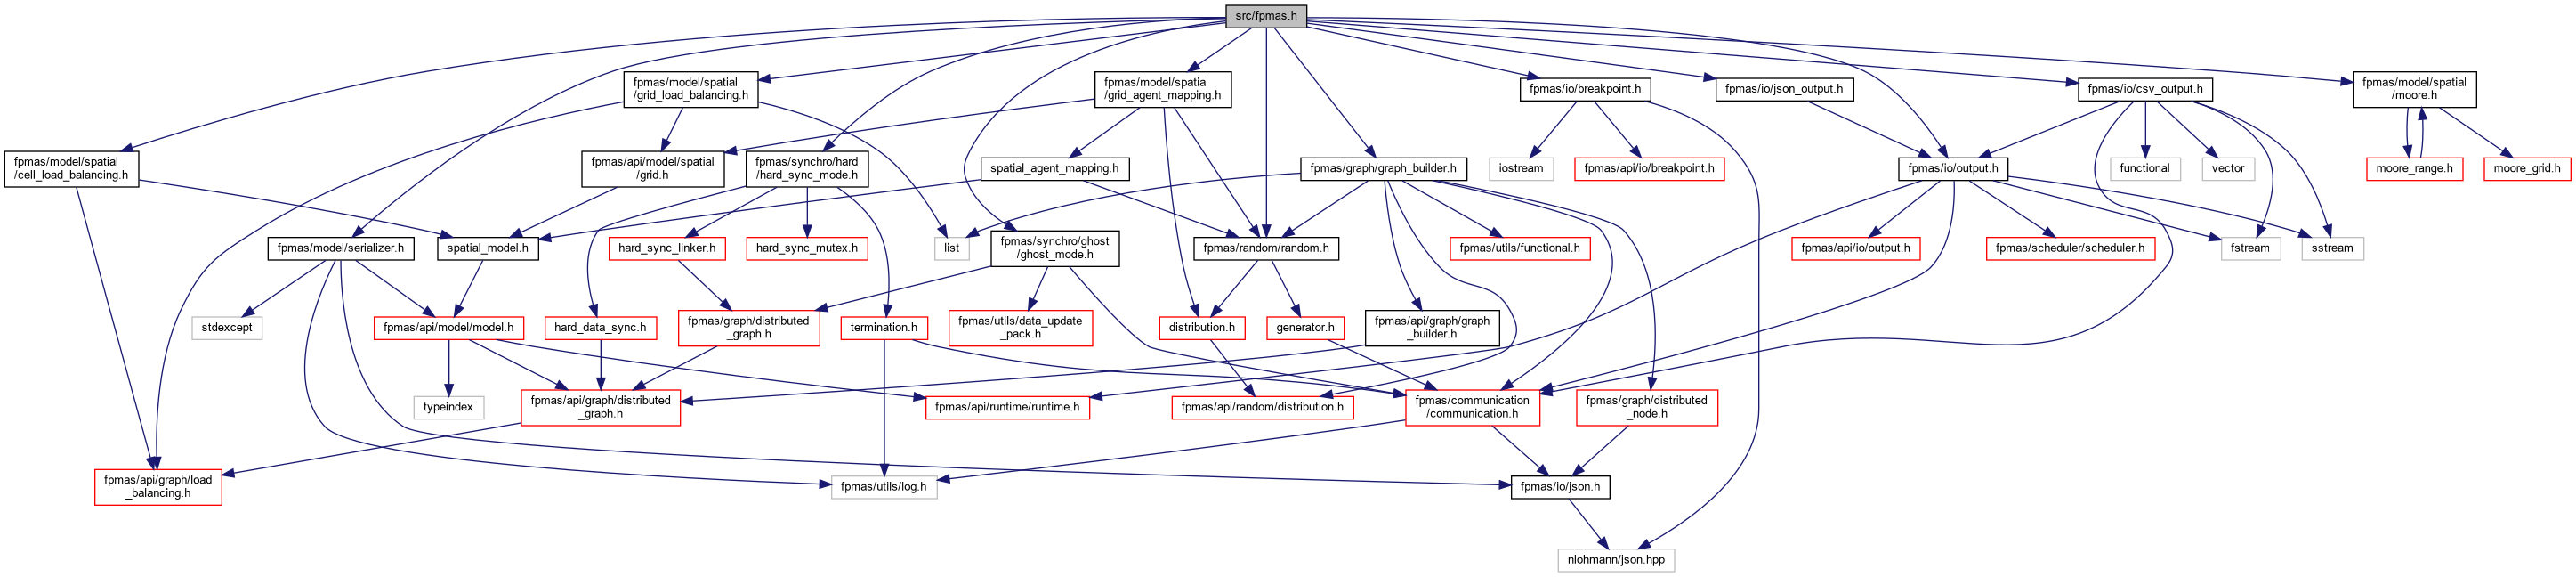 src/fpmas.h
fpmas/model/spatial
/grid_load_balancing.h
fpmas/model/spatial
/grid_agent_mapping.h
fpmas/io/breakpoint.h
fpmas/io/json_output.h
fpmas/io/csv_output.h
fpmas/model/spatial
/moore.h
fpmas/model/spatial
/cell_load_balancing.h
fpmas/api/model/spatial
/grid.h
fpmas/synchro/hard
/hard_sync_mode.h
spatial_agent_mapping.h
fpmas/graph/graph_builder.h
iostream
fpmas/api/io/breakpoint.h
fpmas/io/output.h
functional
vector
moore_range.h
moore_grid.h
fpmas/model/serializer.h
spatial_model.h
hard_sync_linker.h
hard_sync_mutex.h
list
fpmas/synchro/ghost
/ghost_mode.h
fpmas/random/random.h
fpmas/utils/functional.h
fpmas/api/io/output.h
fpmas/scheduler/scheduler.h
fstream
sstream
stdexcept
fpmas/api/model/model.h
hard_data_sync.h
fpmas/graph/distributed
_graph.h
termination.h
fpmas/utils/data_update
_pack.h
distribution.h
generator.h
fpmas/api/graph/graph
_builder.h
typeindex
fpmas/api/graph/distributed
_graph.h
fpmas/api/runtime/runtime.h
fpmas/api/random/distribution.h
fpmas/communication
/communication.h
fpmas/graph/distributed
_node.h
fpmas/api/graph/load
_balancing.h
fpmas/utils/log.h
fpmas/io/json.h
nlohmann/json.hpp